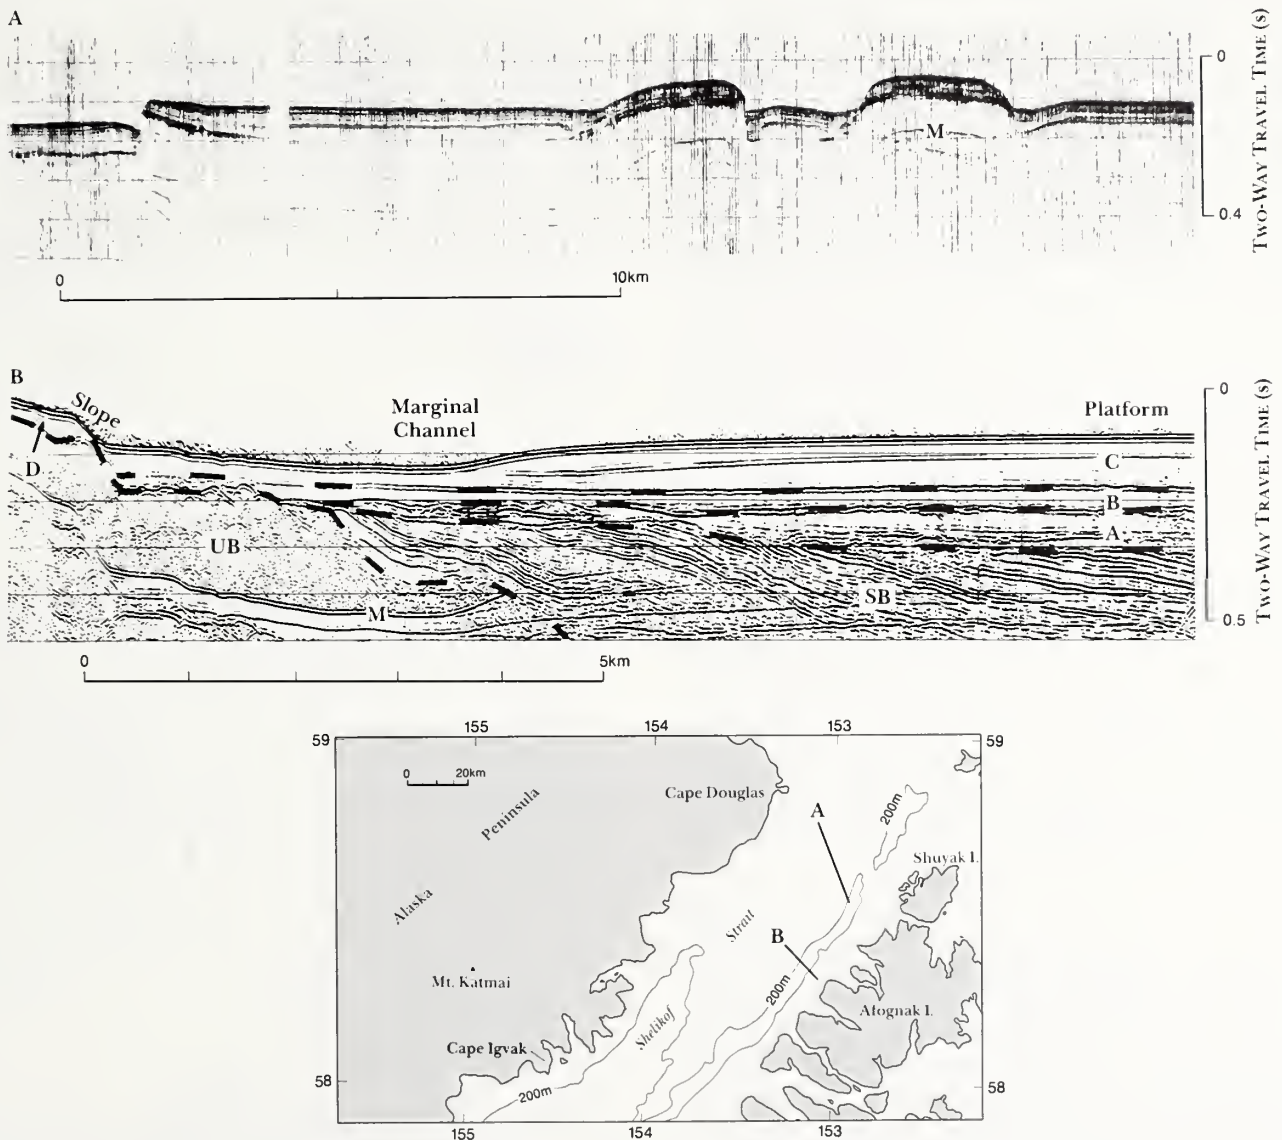 A
0
TWO-WAY TRAVEL TIME (s)
M
0.4
0
10km
B
0
Slope
Marginal
Channel
Platform
D
C
B
A
UB
SB
M
TWO-WAY TRAVEL TIME (s)
0.5
0
5km
155
154
153
59
59
0
20km
Cape Douglas
Peninsula
A
200m
Shuyak I.
Alaska
Strait
B
Mt. Katmai
200m
Afognak I.
Shelikof
Cape Igvak
58
200m
58
155
154
153